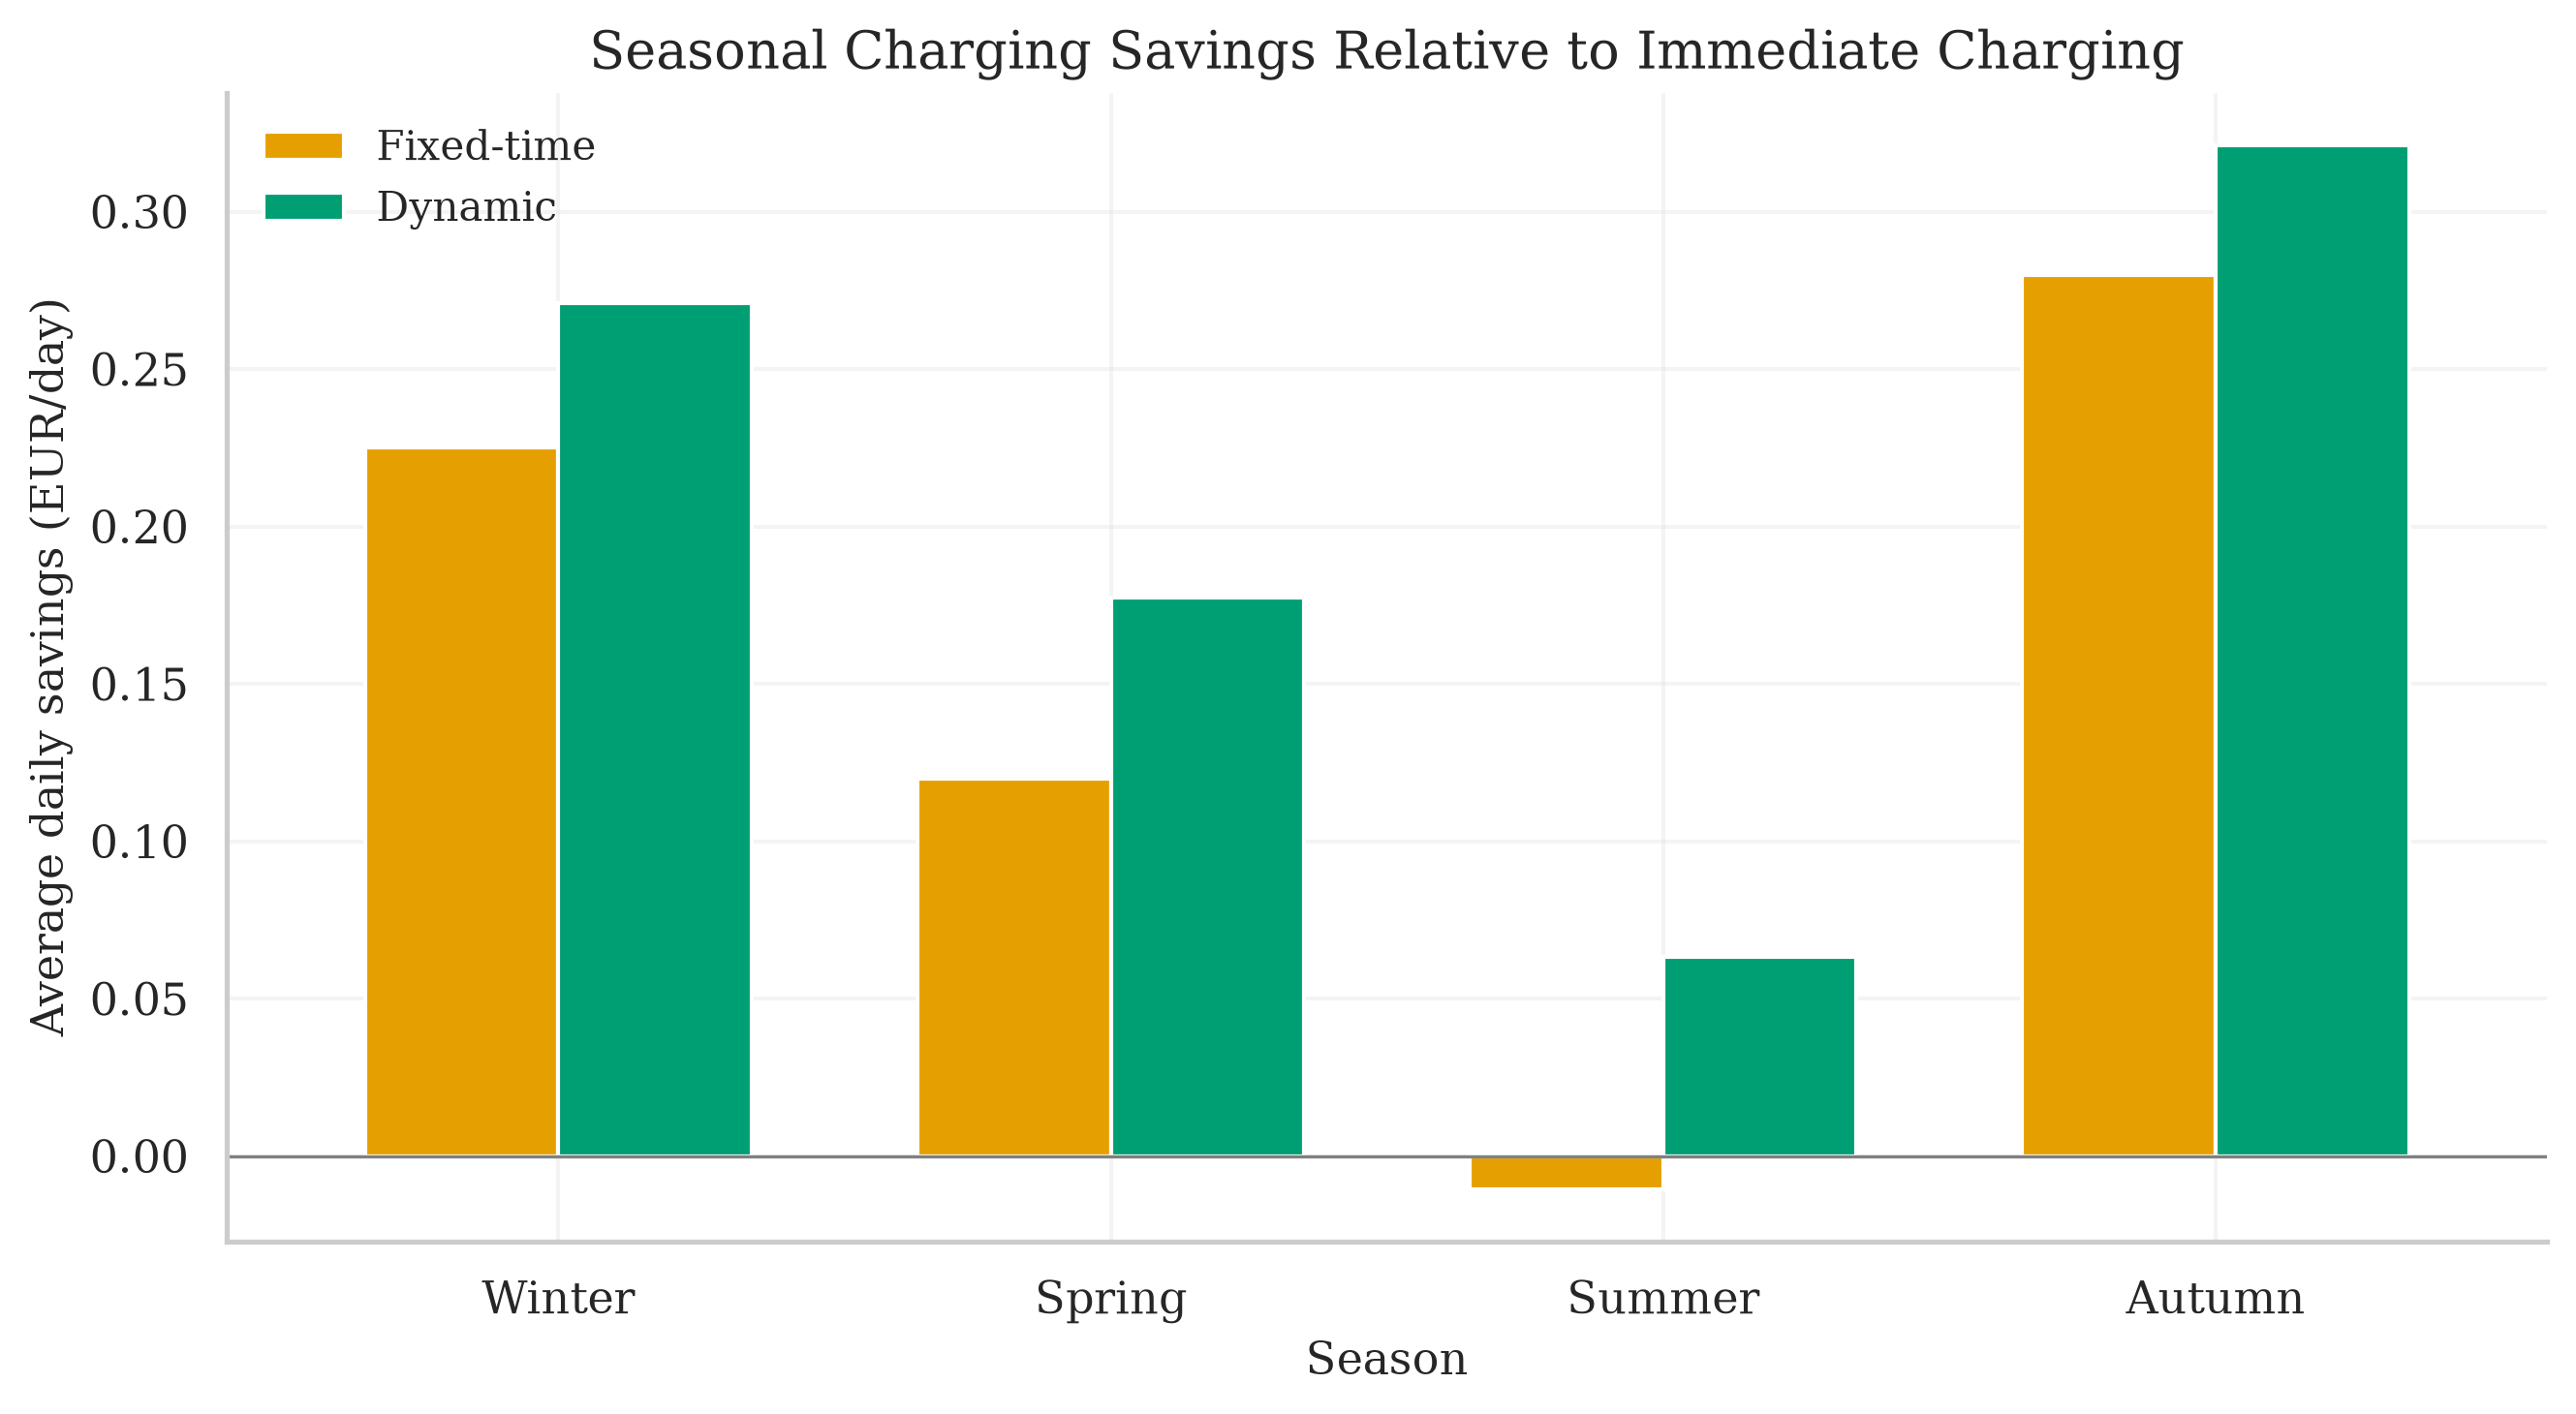 Seasonal Charging Savings Relative to Immediate Charging
Fixed-time
Dynamic
Average daily savings (EUR/day)
0.30
0.25
0.20
0.15
0.10
0.05
0.00
Winter
Spring
Summer
Autumn
Season